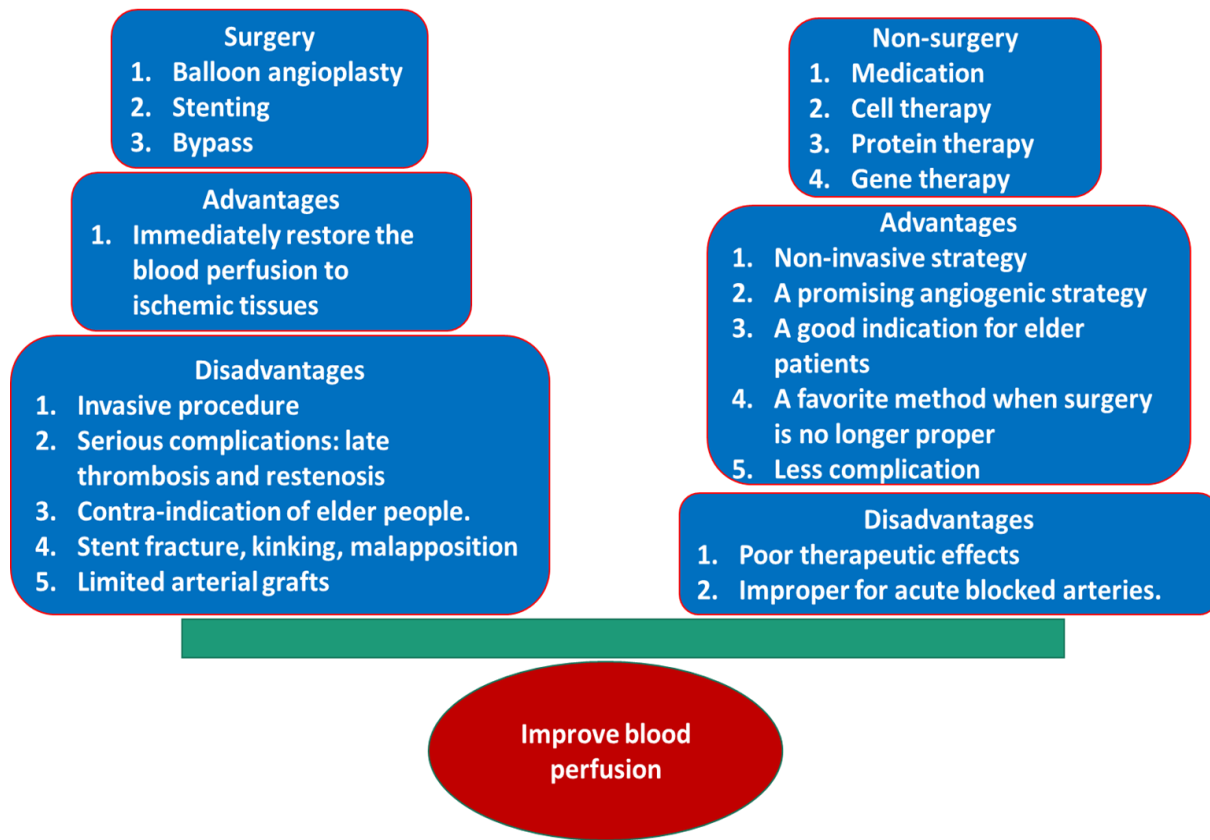 Surgery
1. Balloon angioplasty
2. Stenting
3. Bypass
Advantages
1. Immediately restore the
blood perfusion to
ischemic tissues
Disadvantages
1. Invasive procedure
2. Serious complications: late
thrombosis and restenosis
3. Contra-indication of elder people.
4. Stent fracture, kinking, malapposition
5. Limited arterial grafts
Non-surgery
1. Medication
2. Cell therapy
3. Protein therapy
4. Gene therapy
Advantages
1. Non-invasive strategy
2. A promising angiogenic strategy
3. A good indication for elder
patients
4. A favorite method when surgery
is no longer proper
5. Less complication
Disadvantages
1. Poor therapeutic effects
2. Improper for acute blocked arteries.
Improve blood
perfusion